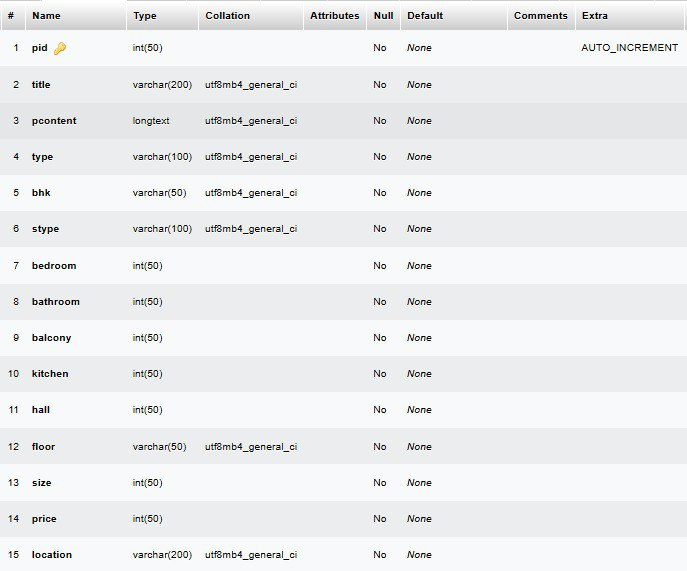 # Name Type Collation Attributes Null Default Comments Extra
1 pid int(50) No None AUTO_INCREMENT
2 title varchar(200) utf8mb4_general_ci No None
3 pcontent longtext utf8mb4_general_ci No None
4 type varchar(100) utf8mb4_general_ci No None
5 bhk varchar(50) utf8mb4_general_ci No None
6 stype varchar(100) utf8mb4_general_ci No None
7 bedroom int(50) No None
8 bathroom int(50) No None
9 balcony int(50) No None
10 kitchen int(50) No None
11 hall int(50) No None
12 floor varchar(50) utf8mb4_general_ci No None
13 size int(50) No None
14 price int(50) No None
15 location varchar(200) utf8mb4_general_ci No None